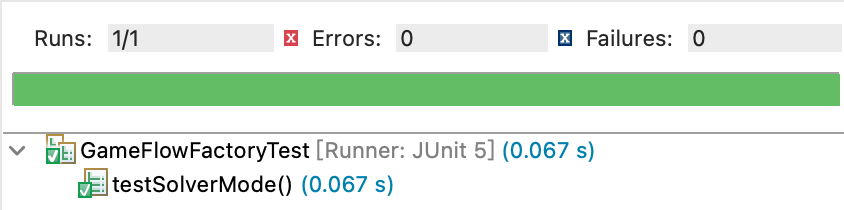 Runs: 1/1 Errors: 0 Failures: 0
GameFlowFactoryTest [Runner: JUnit 5] (0.067 s)
testSolverMode() (0.067 s)